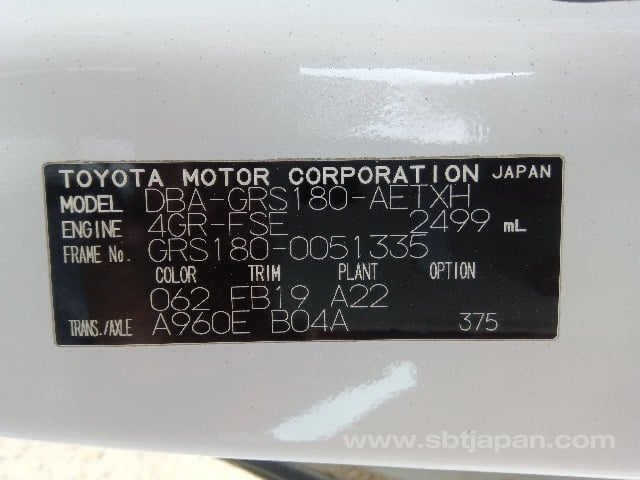 TOYOTA MOTOR CORPORATION JAPAN
MODEL DBA-GRS180-AETXH
ENGINE 4GR-FSE 2499 mL
FRAME No. GRS180-0051335
COLOR TRIM PLANT OPTION
062 FB19 A22
TRANS./AXLE A960E B04A 375
www.sbtjapan.com